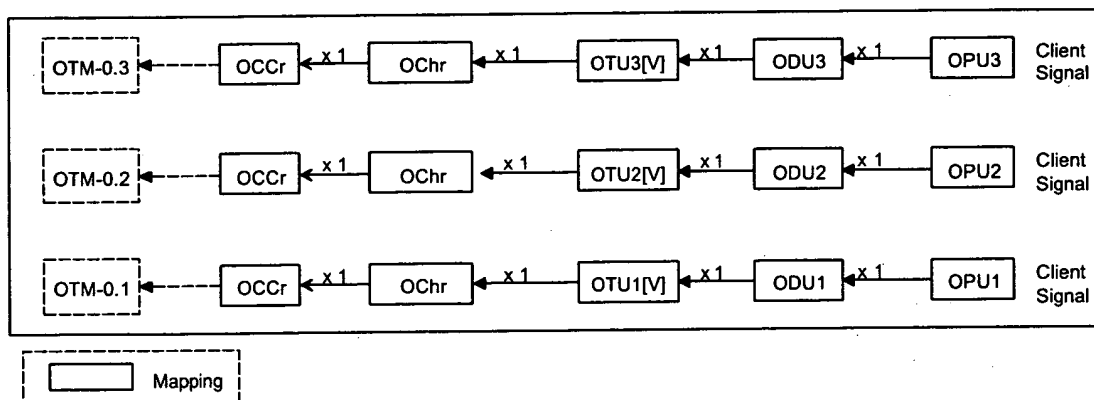 OTM-0.3 OCCr x 1 OChr x 1 OTU3[V] x 1 ODU3 x 1 OPU3 Client Signal
OTM-0.2 OCCr x 1 OChr x 1 OTU2[V] x 1 ODU2 x 1 OPU2 Client Signal
OTM-0.1 OCCr x 1 OChr x 1 OTU1[V] x 1 ODU1 x 1 OPU1 Client Signal
Mapping